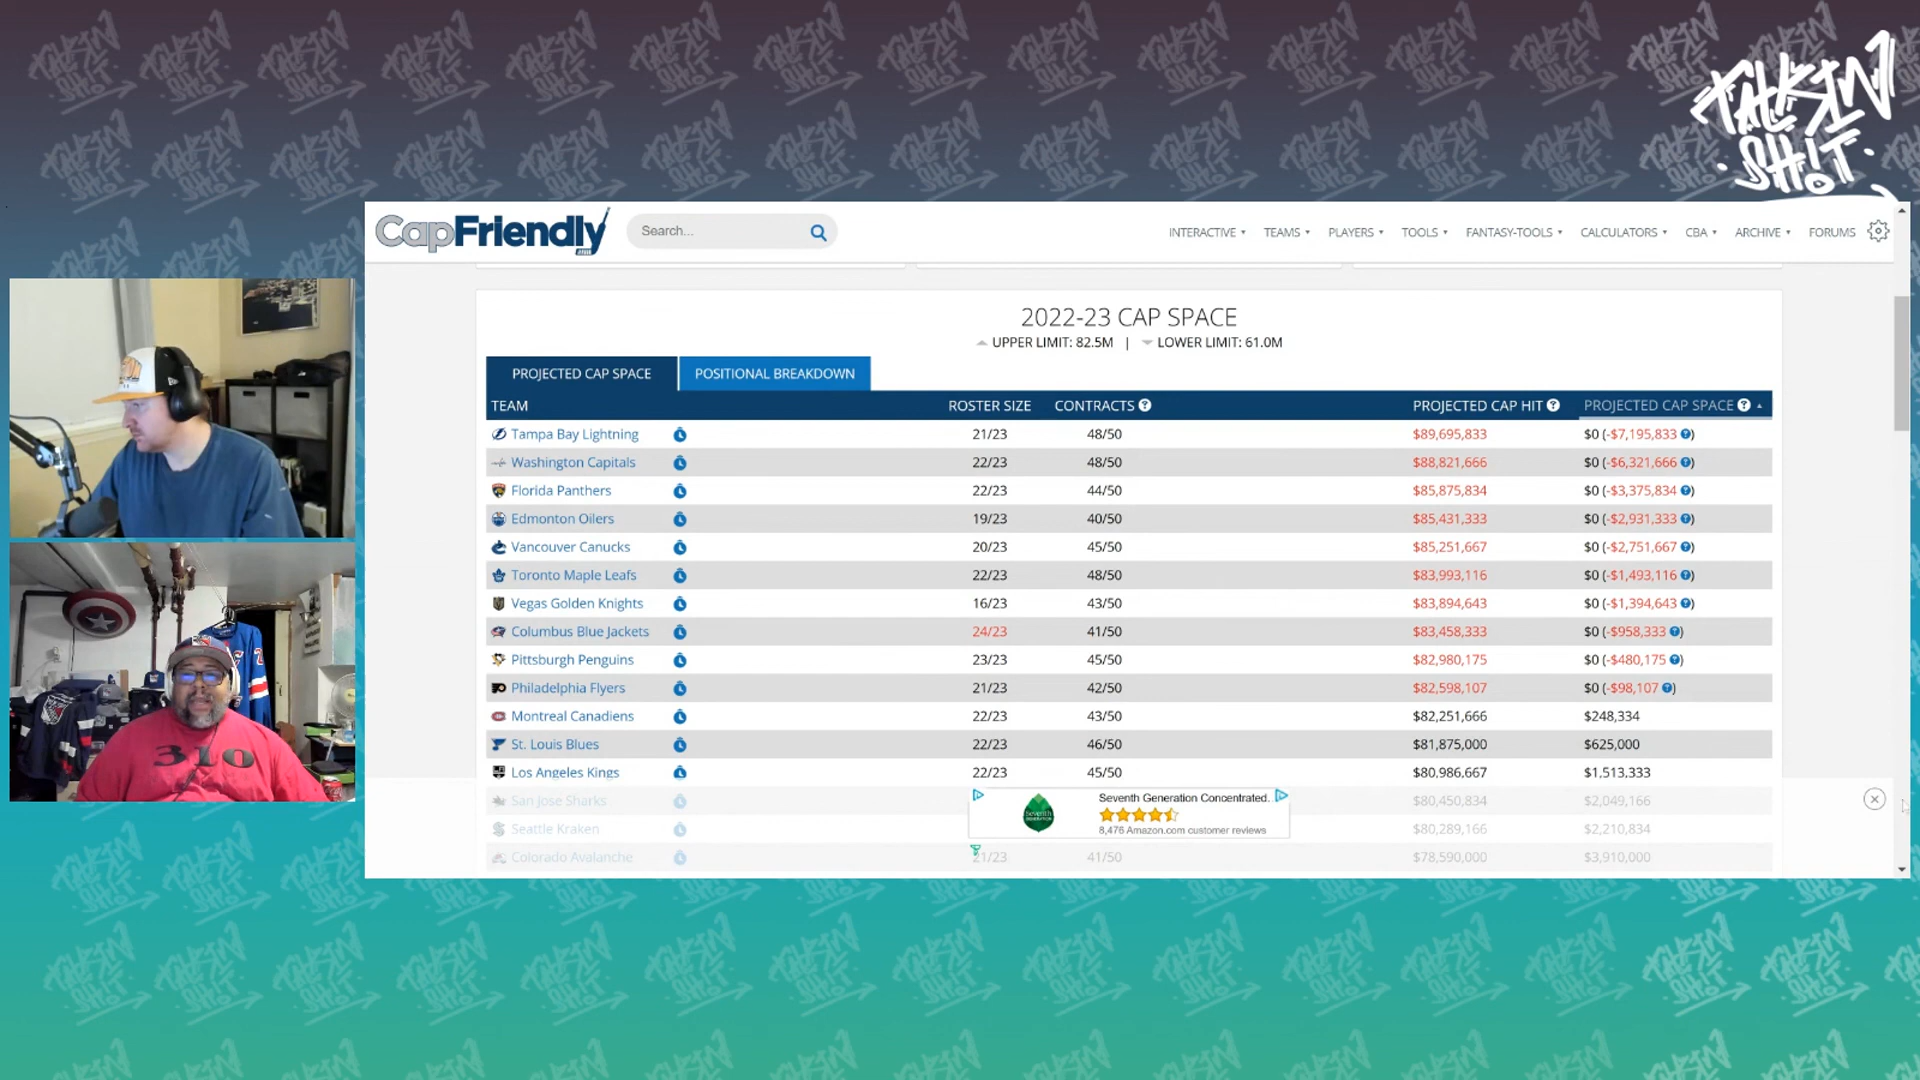 TALKIN
SH!T
CapFriendly
Search...
INTERACTIVE TEAMS PLAYERS TOOLS FANTASY-TOOLS CALCULATORS CBA ARCHIVE FORUMS
2022-23 CAP SPACE
UPPER LIMIT: 82.5M | LOWER LIMIT: 61.0M
PROJECTED CAP SPACE POSITIONAL BREAKDOWN
TEAM ROSTER SIZE CONTRACTS ? PROJECTED CAP HIT ? PROJECTED CAP SPACE ?
Tampa Bay Lightning 21/23 48/50 $89,695,833 $0 (-$7,195,833 ?)
Washington Capitals 22/23 48/50 $88,821,666 $0 (-$6,321,666 ?)
Florida Panthers 22/23 44/50 $85,875,834 $0 (-$3,375,834 ?)
Edmonton Oilers 19/23 40/50 $85,431,333 $0 (-$2,931,333 ?)
Vancouver Canucks 20/23 45/50 $85,251,667 $0 (-$2,751,667 ?)
Toronto Maple Leafs 22/23 48/50 $83,993,116 $0 (-$1,493,116 ?)
Vegas Golden Knights 16/23 43/50 $83,894,643 $0 (-$1,394,643 ?)
Columbus Blue Jackets 24/23 41/50 $83,458,333 $0 (-$958,333 ?)
Pittsburgh Penguins 23/23 45/50 $82,980,175 $0 (-$480,175 ?)
Philadelphia Flyers 21/23 42/50 $82,598,107 $0 (-$98,107 ?)
Montreal Canadiens 22/23 43/50 $82,251,666 $248,334
St. Louis Blues 22/23 46/50 $81,875,000 $625,000
Los Angeles Kings 22/23 45/50 $80,986,667 $1,513,333
San Jose Sharks $80,450,834 $2,049,166
Seattle Kraken $80,289,166 $2,210,834
Colorado Avalanche 21/23 41/50 $78,590,000 $3,910,000
Seventh Generation Concentrated.
8,476 Amazon.com customer reviews
310